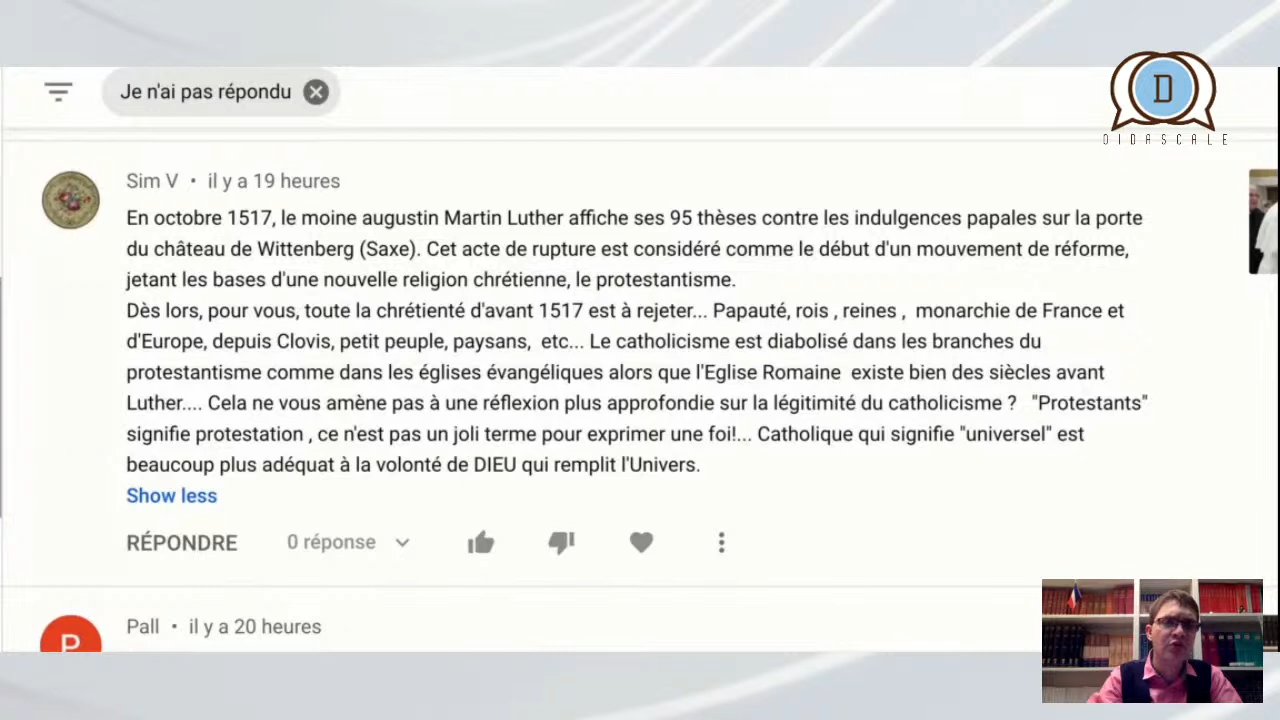 D
DIDASCALE
Je n'ai pas répondu
Sim V • il y a 19 heures
En octobre 1517, le moine augustin Martin Luther affiche ses 95 thèses contre les indulgences papales sur la porte
du château de Wittenberg (Saxe). Cet acte de rupture est considéré comme le début d'un mouvement de réforme,
jetant les bases d'une nouvelle religion chrétienne, le protestantisme.
Dès lors, pour vous, toute la chrétienté d'avant 1517 est à rejeter... Papauté, rois , reines ,  monarchie de France et
d'Europe, depuis Clovis, petit peuple, paysans,  etc... Le catholicisme est diabolisé dans les branches du
protestantisme comme dans les églises évangéliques alors que l'Eglise Romaine  existe bien des siècles avant
Luther.... Cela ne vous amène pas à une réflexion plus approfondie sur la légitimité du catholicisme ?   "Protestants"
signifie protestation , ce n'est pas un joli terme pour exprimer une foi!... Catholique qui signifie "universel" est
beaucoup plus adéquat à la volonté de DIEU qui remplit l'Univers.
Show less
RÉPONDRE 0 réponse
Pall • il y a 20 heures
P